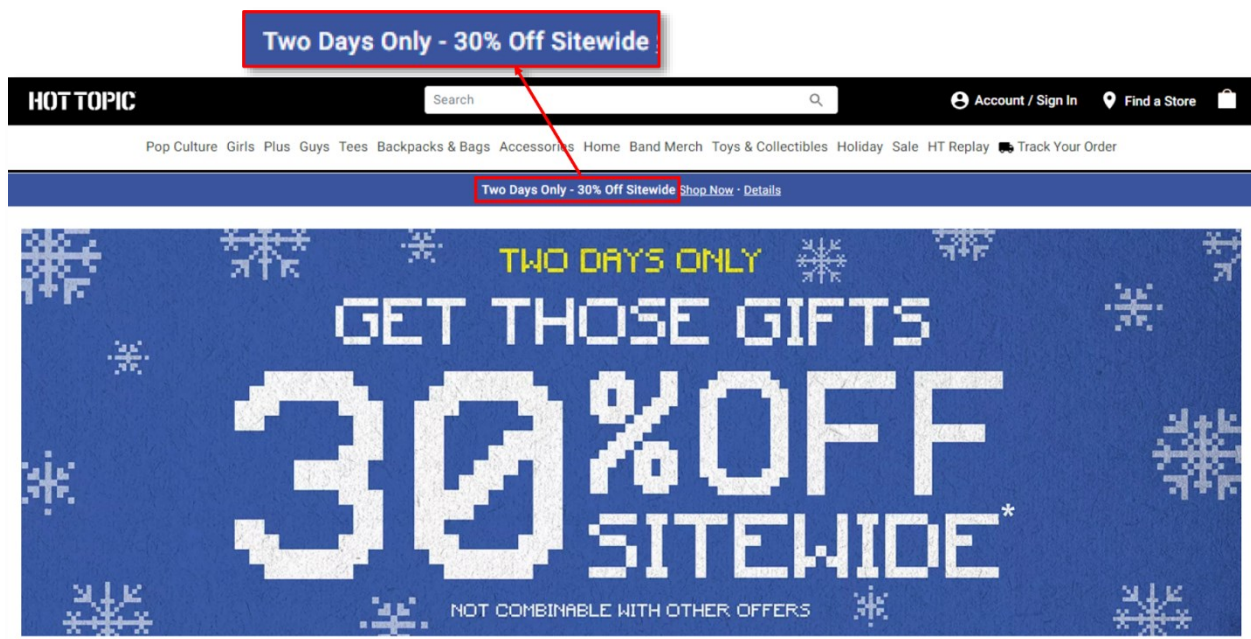 Two Days Only - 30% Off Sitewide
HOT TOPIC
Search
Account / Sign In
Find a Store
Pop Culture Girls Plus Guys Tees Backpacks & Bags Accessories Home Band Merch Toys & Collectibles Holiday Sale HT Replay Track Your Order
Two Days Only - 30% Off Sitewide Shop Now · Details
TWO DAYS ONLY
GET THOSE GIFTS
30%OFF
SITEWIDE*
NOT COMBINABLE WITH OTHER OFFERS